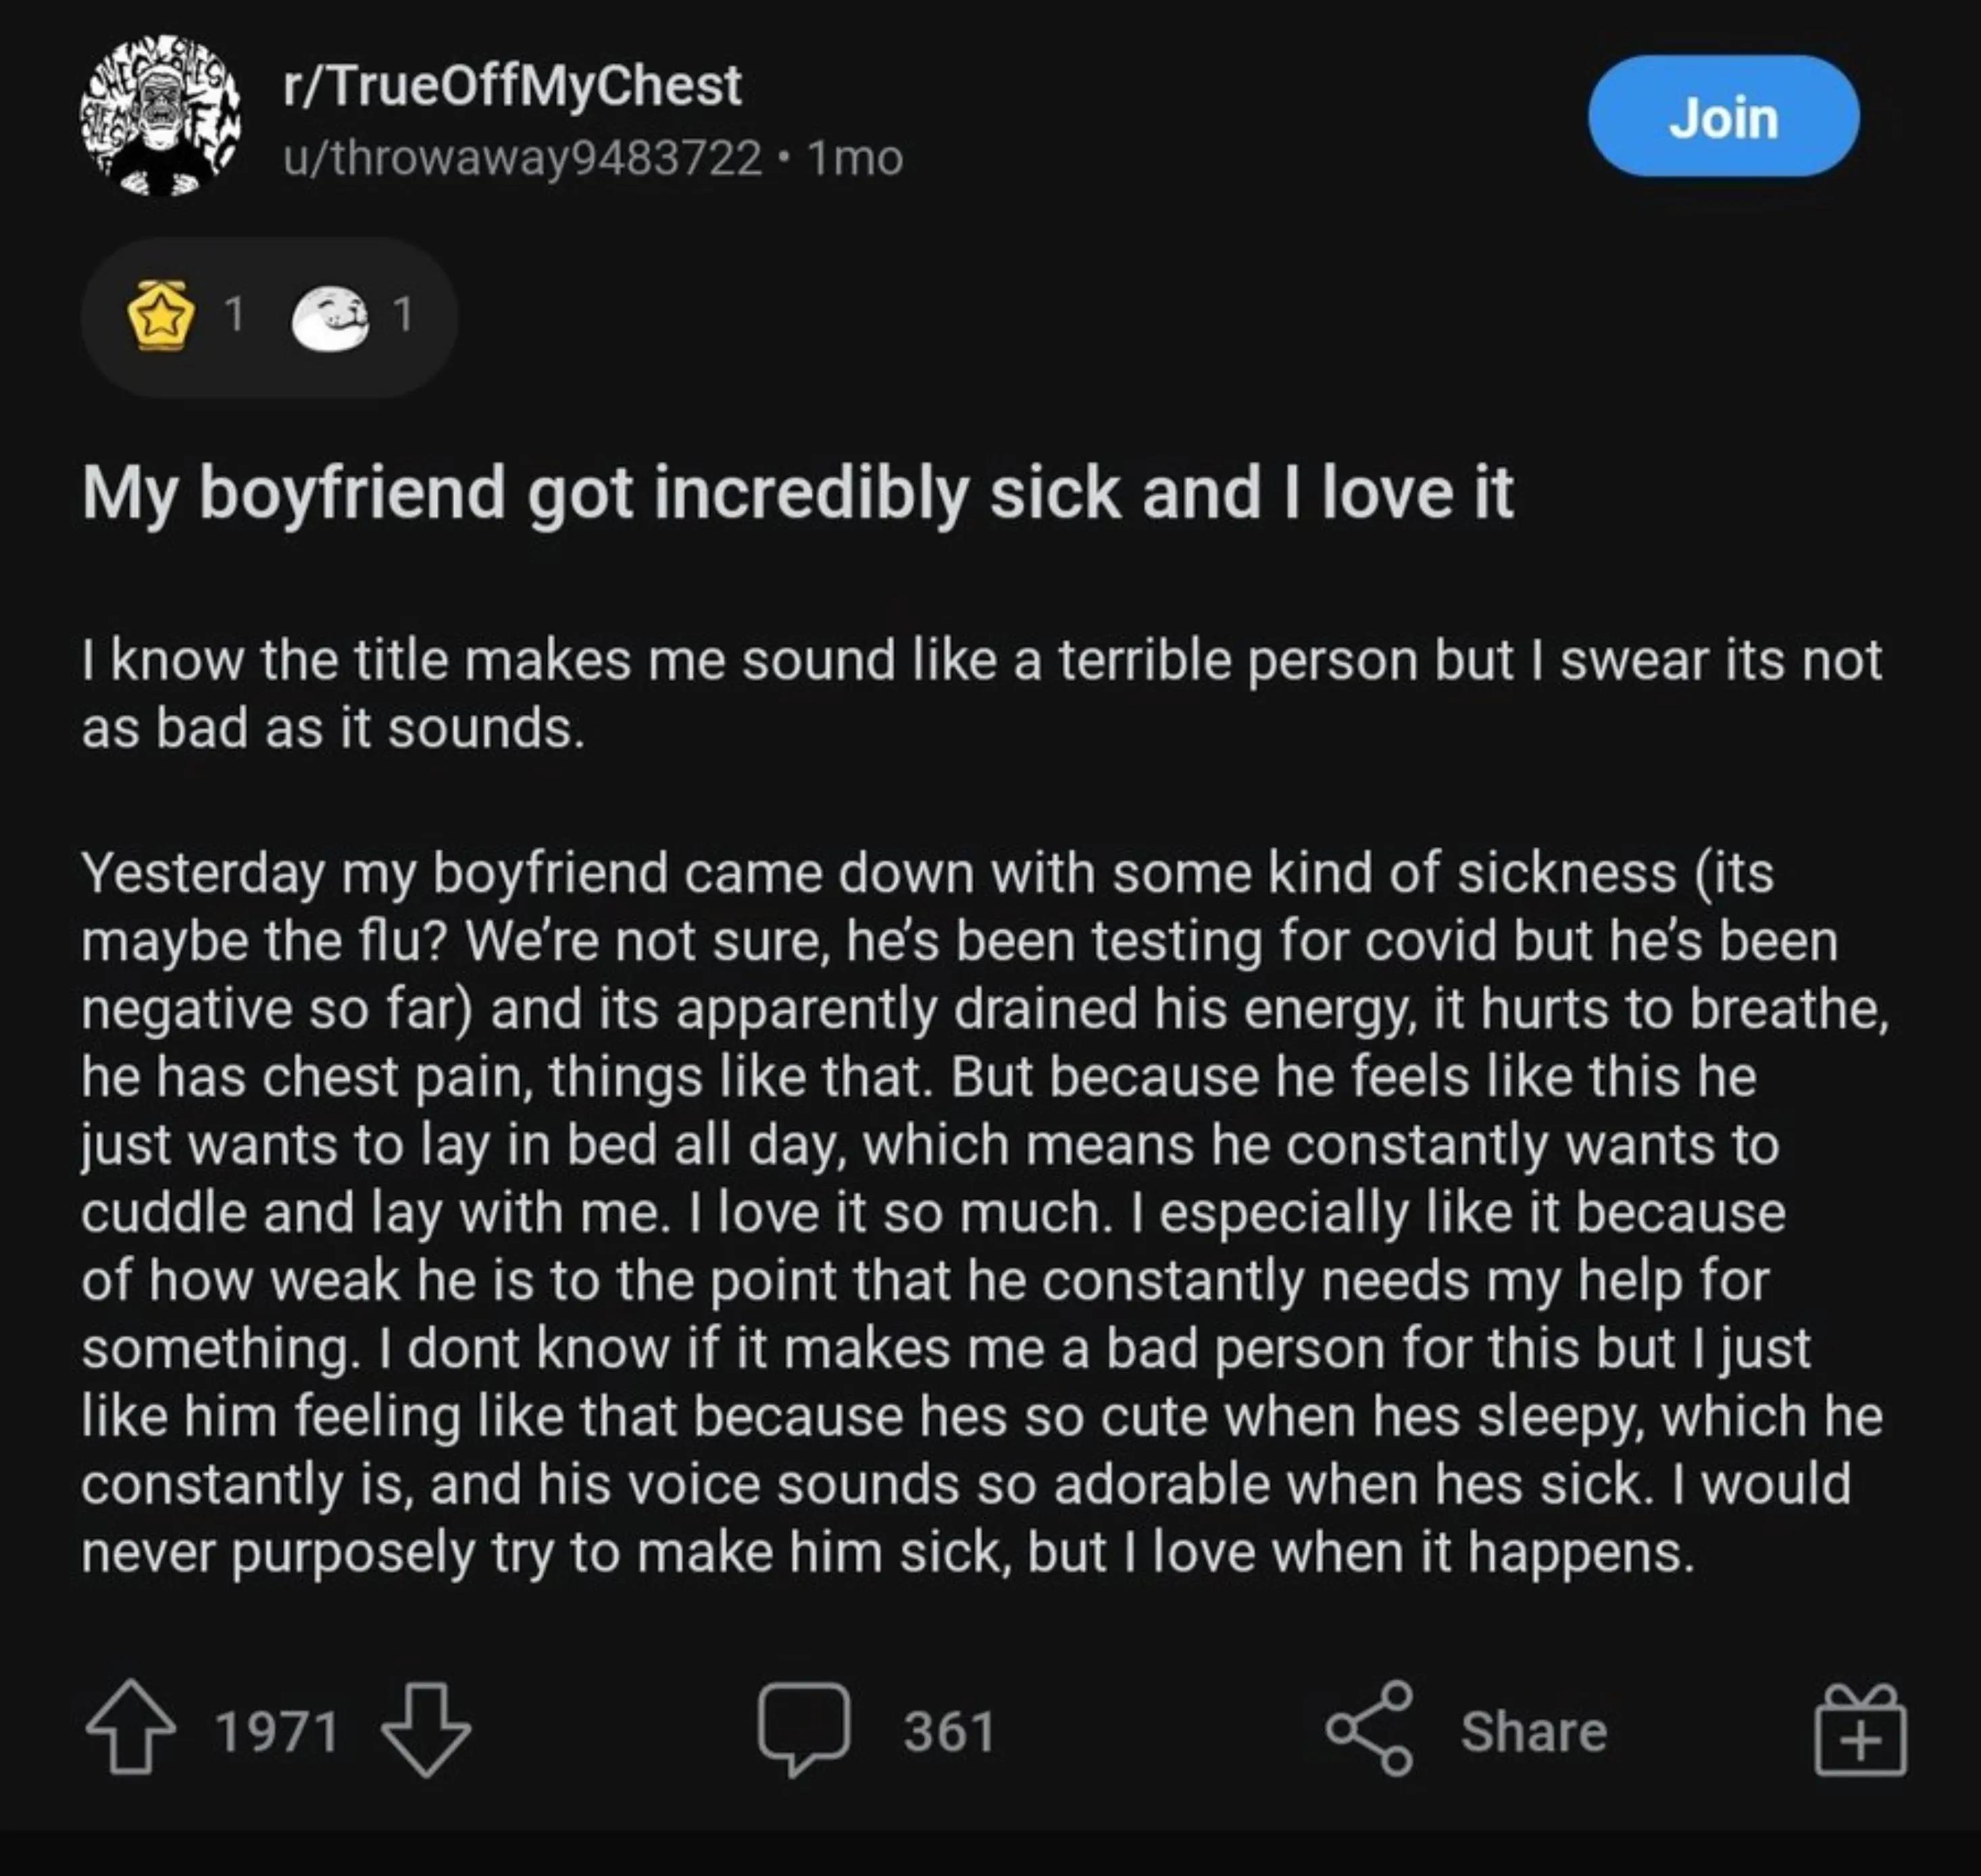 r/TrueOffMyChest
u/throwaway9483722 • 1mo
Join
1 1
My boyfriend got incredibly sick and I love it
I know the title makes me sound like a terrible person but I swear its not
as bad as it sounds.
Yesterday my boyfriend came down with some kind of sickness (its
maybe the flu? We’re not sure, he’s been testing for covid but he’s been
negative so far) and its apparently drained his energy, it hurts to breathe,
he has chest pain, things like that. But because he feels like this he
just wants to lay in bed all day, which means he constantly wants to
cuddle and lay with me. I love it so much. I especially like it because
of how weak he is to the point that he constantly needs my help for
something. I dont know if it makes me a bad person for this but I just
like him feeling like that because hes so cute when hes sleepy, which he
constantly is, and his voice sounds so adorable when hes sick. I would
never purposely try to make him sick, but I love when it happens.
1971 361 Share